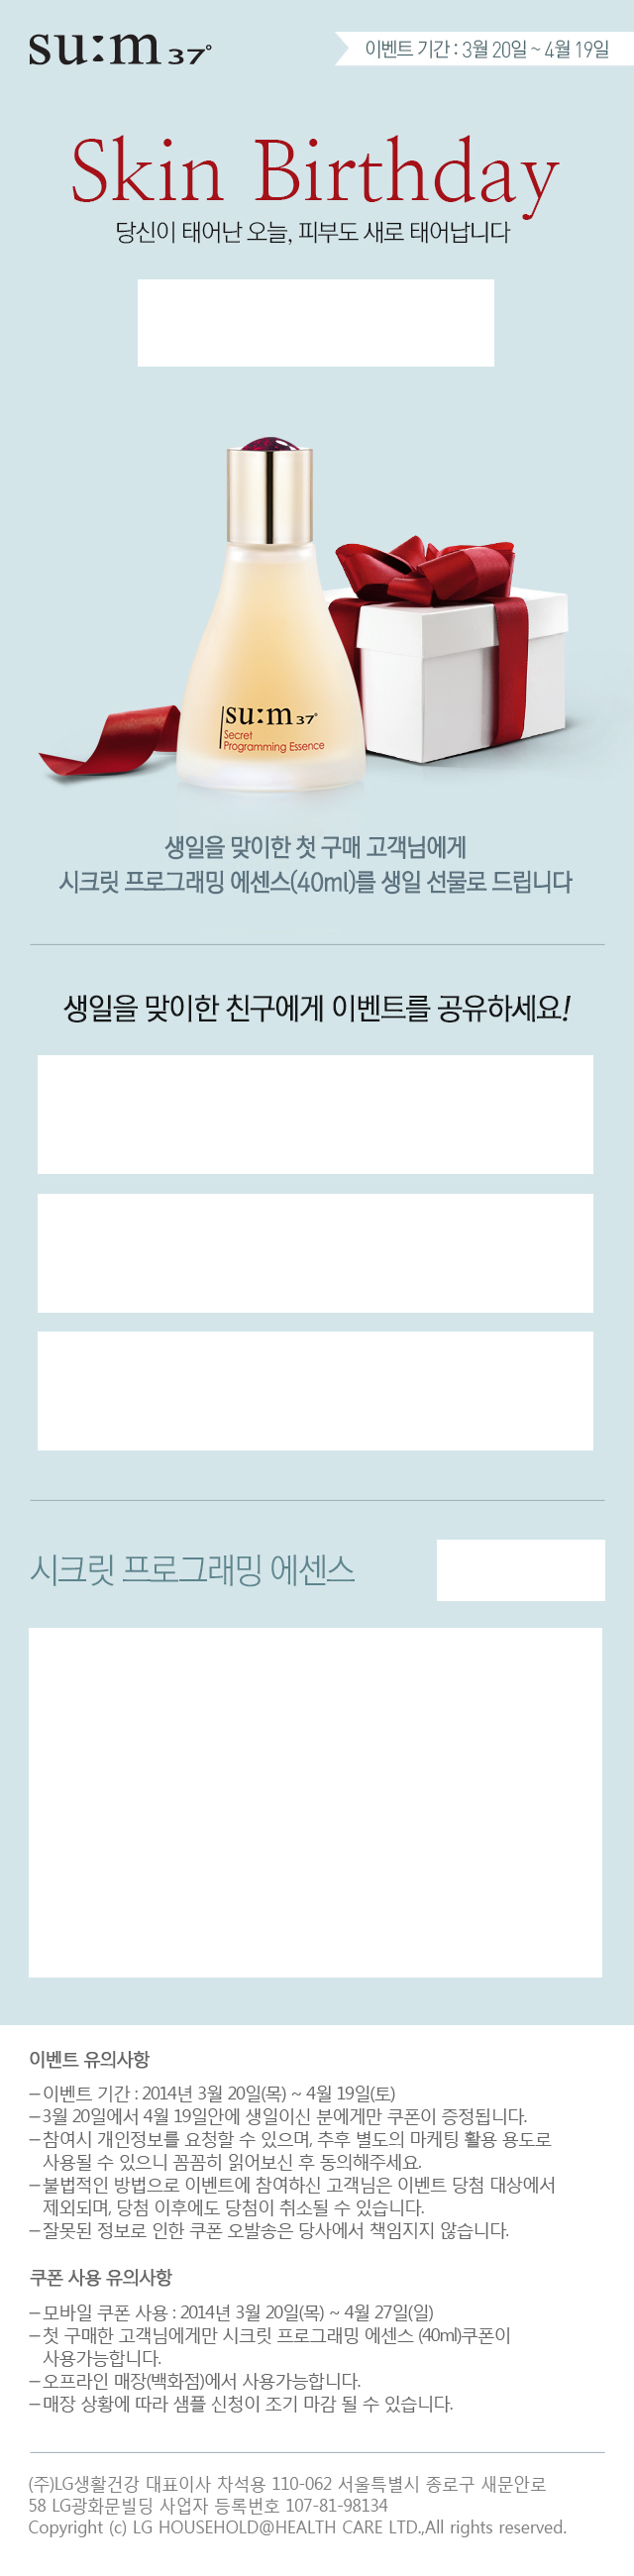 su:m37°
이벤트 기간 : 3월 20일 ~ 4월 19일
Skin Birthday
당신이 태어난 오늘, 피부도 새로 태어납니다
su:m37°
Secret
Programming Essence
생일을 맞이한 첫 구매 고객님에게
시크릿 프로그래밍 에센스(40ml)를 생일 선물로 드립니다
생일을 맞이한 친구에게 이벤트를 공유하세요!
시크릿 프로그래밍 에센스
이벤트 유의사항
– 이벤트 기간 : 2014년 3월 20일(목) ~ 4월 19일(토)
– 3월 20일에서 4월 19일안에 생일이신 분에게만 쿠폰이 증정됩니다.
– 참여시 개인정보를 요청할 수 있으며, 추후 별도의 마케팅 활용 용도로
사용될 수 있으니 꼼꼼히 읽어보신 후 동의해주세요.
– 불법적인 방법으로 이벤트에 참여하신 고객님은 이벤트 당첨 대상에서
제외되며, 당첨 이후에도 당첨이 취소될 수 있습니다.
– 잘못된 정보로 인한 쿠폰 오발송은 당사에서 책임지지 않습니다.
쿠폰 사용 유의사항
– 모바일 쿠폰 사용 : 2014년 3월 20일(목) ~ 4월 27일(일)
– 첫 구매한 고객님에게만 시크릿 프로그래밍 에센스 (40ml)쿠폰이
사용가능합니다.
– 오프라인 매장(백화점)에서 사용가능합니다.
– 매장 상황에 따라 샘플 신청이 조기 마감 될 수 있습니다.
(주)LG생활건강 대표이사 차석용 110-062 서울특별시 종로구 새문안로
58 LG광화문빌딩 사업자 등록번호 107-81-98134
Copyright (c) LG HOUSEHOLD@HEALTH CARE LTD.,All rights reserved.